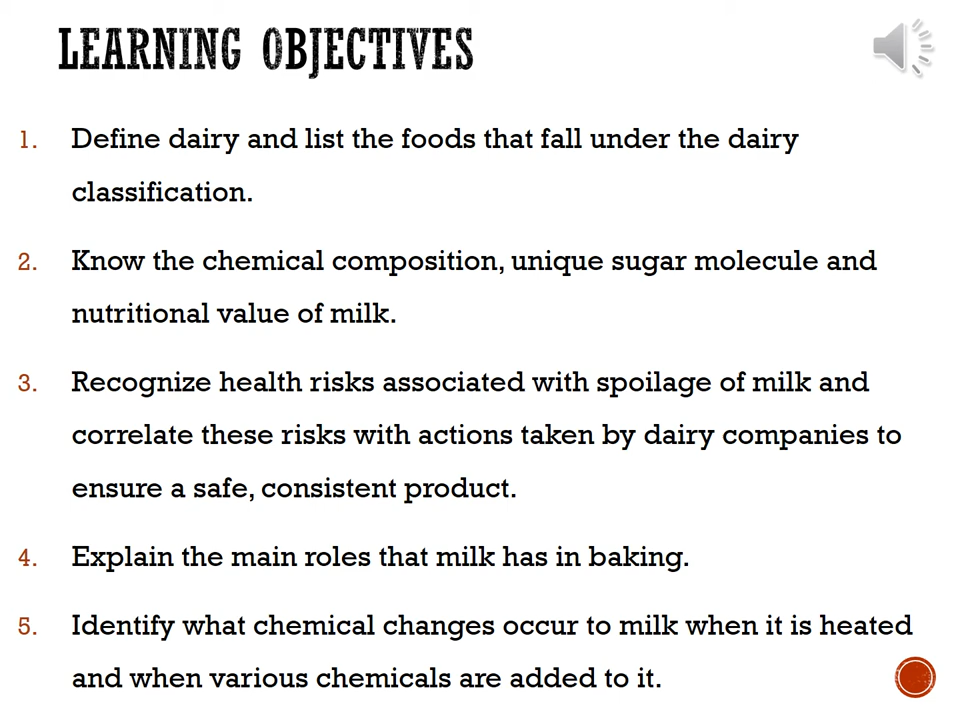 LEARNING OBJECTIVES
1. Define dairy and list the foods that fall under the dairy
classification.
2. Know the chemical composition, unique sugar molecule and
nutritional value of milk.
3. Recognize health risks associated with spoilage of milk and
correlate these risks with actions taken by dairy companies to
ensure a safe, consistent product.
4. Explain the main roles that milk has in baking.
5. Identify what chemical changes occur to milk when it is heated
and when various chemicals are added to it.